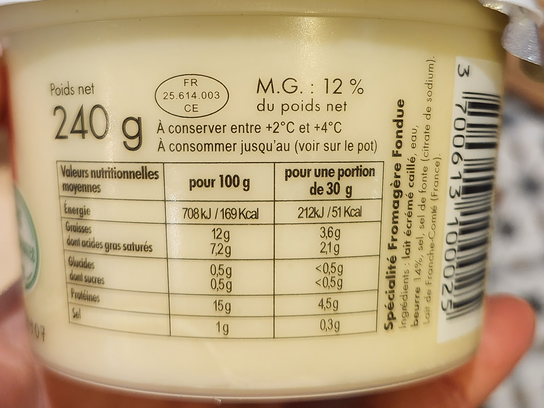 Poids net
240 g
FR
25.614.003
CE
M.G. : 12 %
du poids net
À conserver entre +2°C et +4°C
À consommer jusqu'au (voir sur le pot)
Valeurs nutritionnelles moyennes pour 100 g pour une portion de 30 g
Énergie 708 kJ / 169 Kcal 212kJ / 51 Kcal
Graisses 12g 3,6g
dont acides gras saturés 7,2g 2,1g
Glucides 0,5g <0,5g
dont sucres 0,5g <0,5g
Protéines 15g 4,5g
Sel 1g 0,3g
Spécialité Fromagère Fondue
Ingrédients : lait écrémé caillé, eau,
beurre 14%, sel, sel de fonte (citrate de sodium).
Lait de Franche-Comté (France).
3 700613 100025